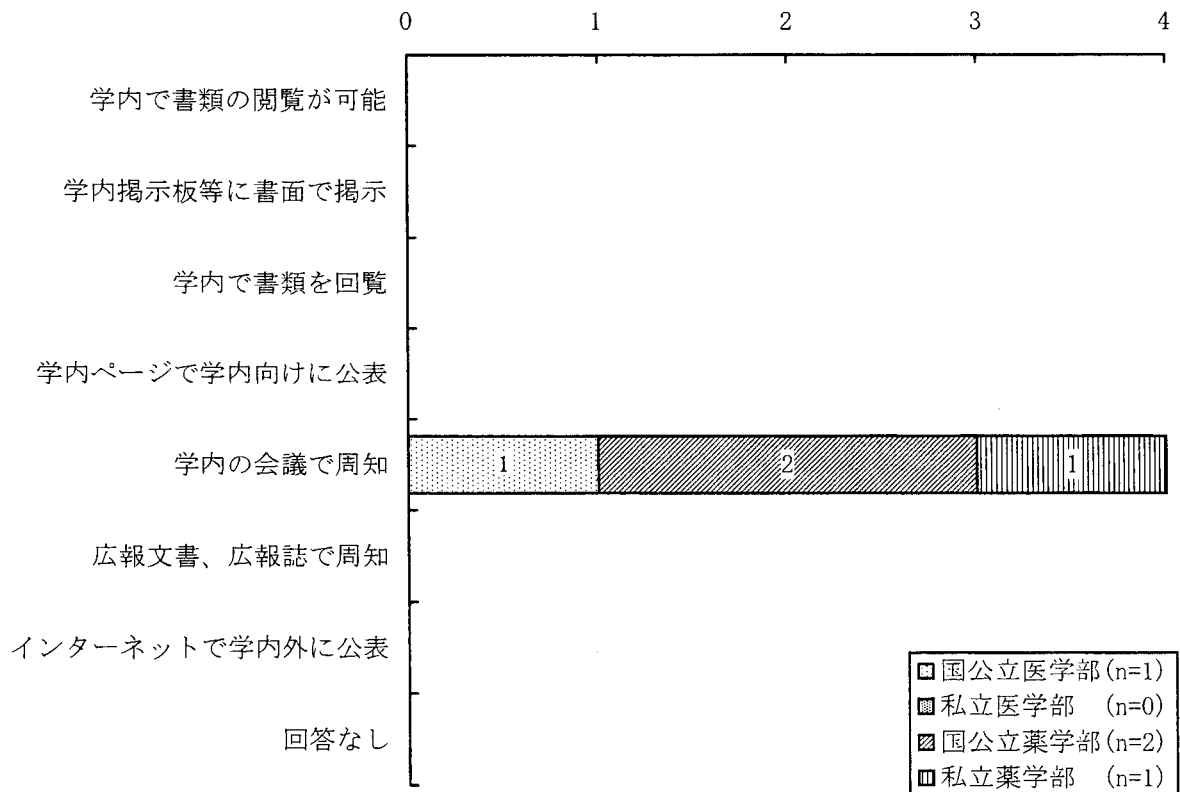 0 1 2 3 4
学内で書類の閲覧が可能
学内掲示板等に書面で掲示
学内で書類を回覧
学内ページで学内向けに公表
学内の会議で周知 1 2 1
広報文書、広報誌で周知
インターネットで学内外に公表
回答なし
国公立医学部(n=1)
私立医学部 (n=0)
国公立薬学部(n=2)
私立薬学部 (n=1)